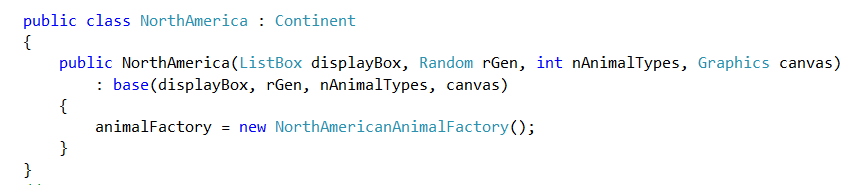 public class NorthAmerica : Continent
{
    public NorthAmerica(ListBox displayBox, Random rGen, int nAnimalTypes, Graphics canvas)
        : base(displayBox, rGen, nAnimalTypes, canvas)
    {
        animalFactory = new NorthAmericanAnimalFactory();
    }
}